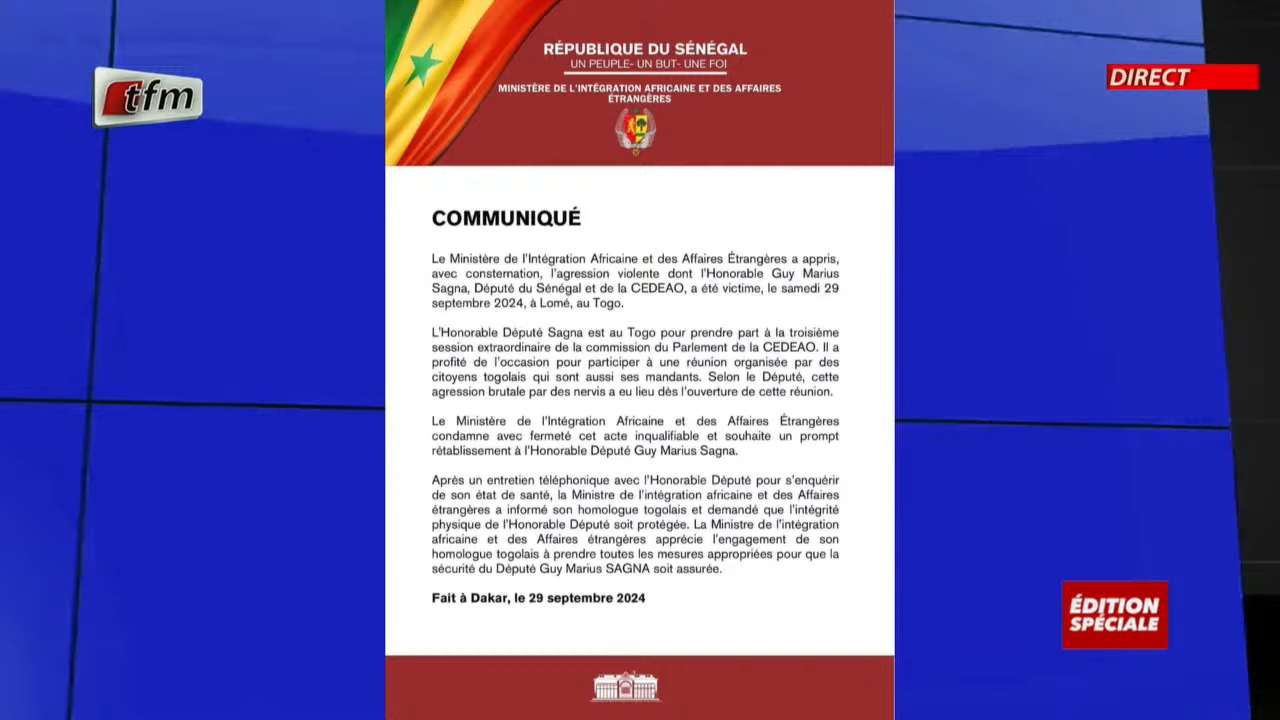 tfm
DIRECT
RÉPUBLIQUE DU SÉNÉGAL
UN PEUPLE- UN BUT- UNE FOI
MINISTÈRE DE L'INTÉGRATION AFRICAINE ET DES AFFAIRES
ÉTRANGÈRES
COMMUNIQUÉ
Le Ministère de l'Intégration Africaine et des Affaires Étrangères a appris,
avec consternation, l'agression violente dont l'Honorable Guy Marius
Sagna, Député du Sénégal et de la CEDEAO, a été victime, le samedi 29
septembre 2024, à Lomé, au Togo.
L'Honorable Député Sagna est au Togo pour prendre part à la troisième
session extraordinaire de la commission du Parlement de la CEDEAO. Il a
profité de l'occasion pour participer à une réunion organisée par des
citoyens togolais qui sont aussi ses mandants. Selon le Député, cette
agression brutale par des nervis a eu lieu dès l'ouverture de cette réunion.
Le Ministère de l'Intégration Africaine et des Affaires Étrangères
condamne avec fermeté cet acte inqualifiable et souhaite un prompt
rétablissement à l'Honorable Député Guy Marius Sagna.
Après un entretien téléphonique avec l'Honorable Député pour s'enquérir
de son état de santé, la Ministre de l'intégration africaine et des Affaires
étrangères a informé son homologue togolais et demandé que l'intégrité
physique de l'Honorable Député soit protégée. La Ministre de l'intégration
africaine et des Affaires étrangères apprécie l'engagement de son
homologue togolais à prendre toutes les mesures appropriées pour que la
sécurité du Député Guy Marius SAGNA soit assurée.
Fait à Dakar, le 29 septembre 2024
ÉDITION
SPÉCIALE